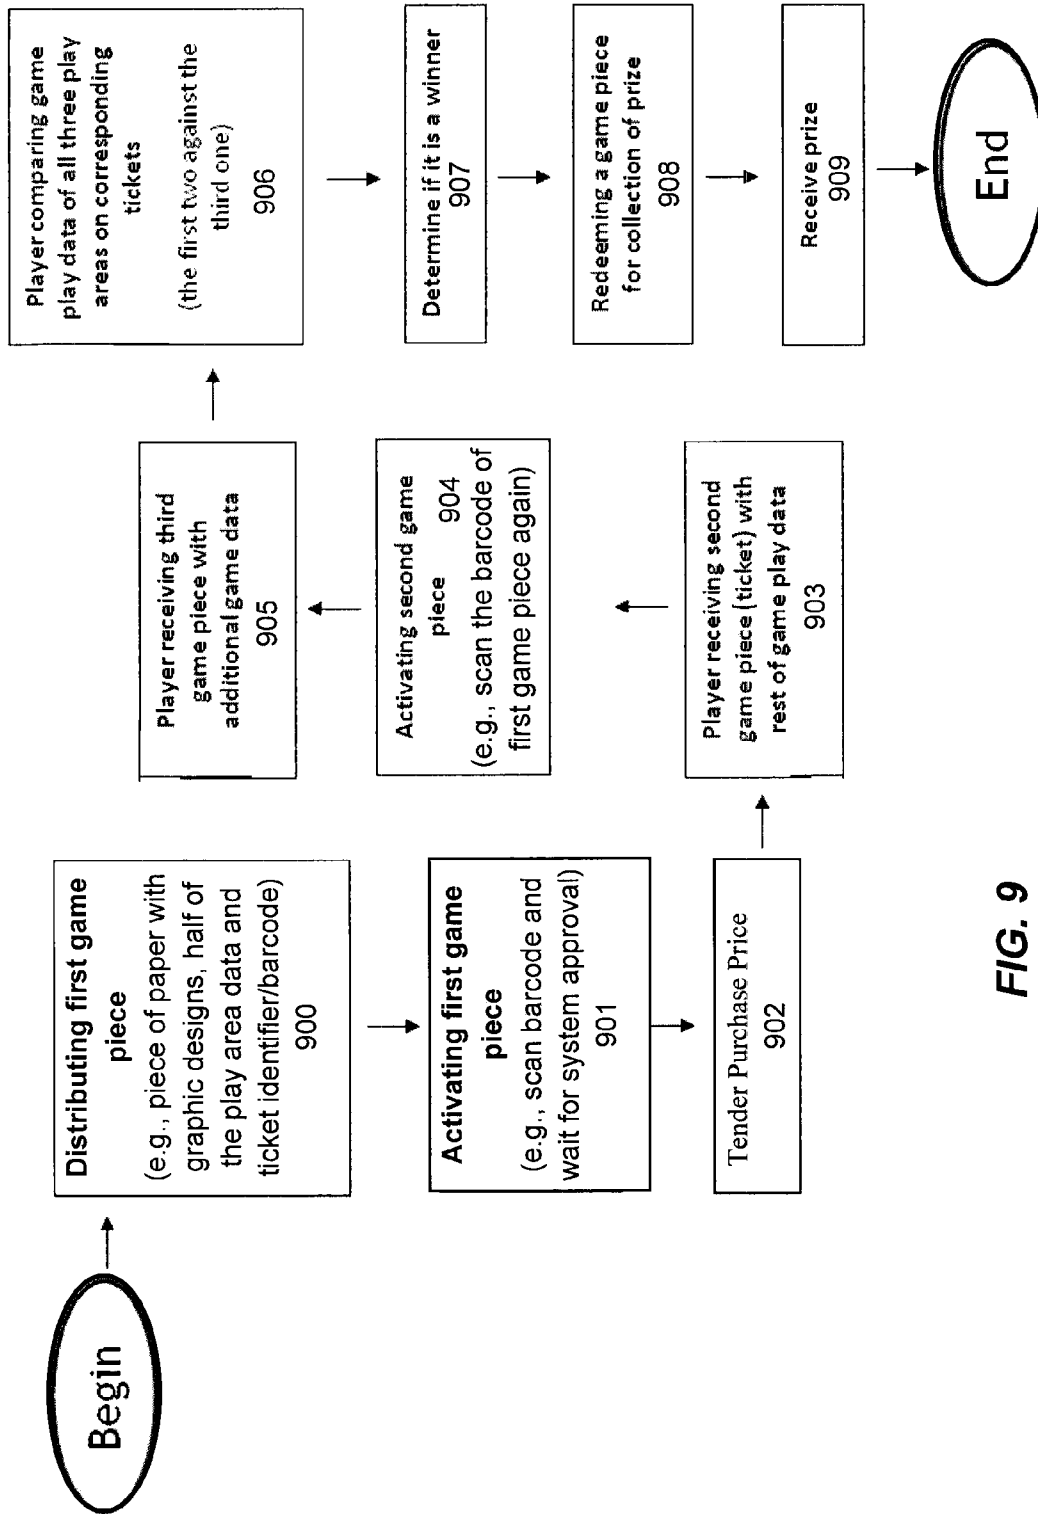 Begin
Distributing first game
piece
(e.g., piece of paper with
graphic designs, half of
the play area data and
ticket identifier/barcode)
900
Activating first game
piece
(e.g., scan barcode and
wait for system approval)
901
Tender Purchase Price
902
Player receiving second
game piece (ticket) with
rest of game play data
903
Activating second game
piece 904
(e.g., scan the barcode of
first game piece again)
Player receiving third
game piece with
additional game data
905
Player comparing game
play data of all three play
areas on corresponding
tickets
(the first two against the
third one)
906
Determine if it is a winner
907
Redeeming a game piece
for collection of prize
908
Receive prize
909
End
FIG. 9